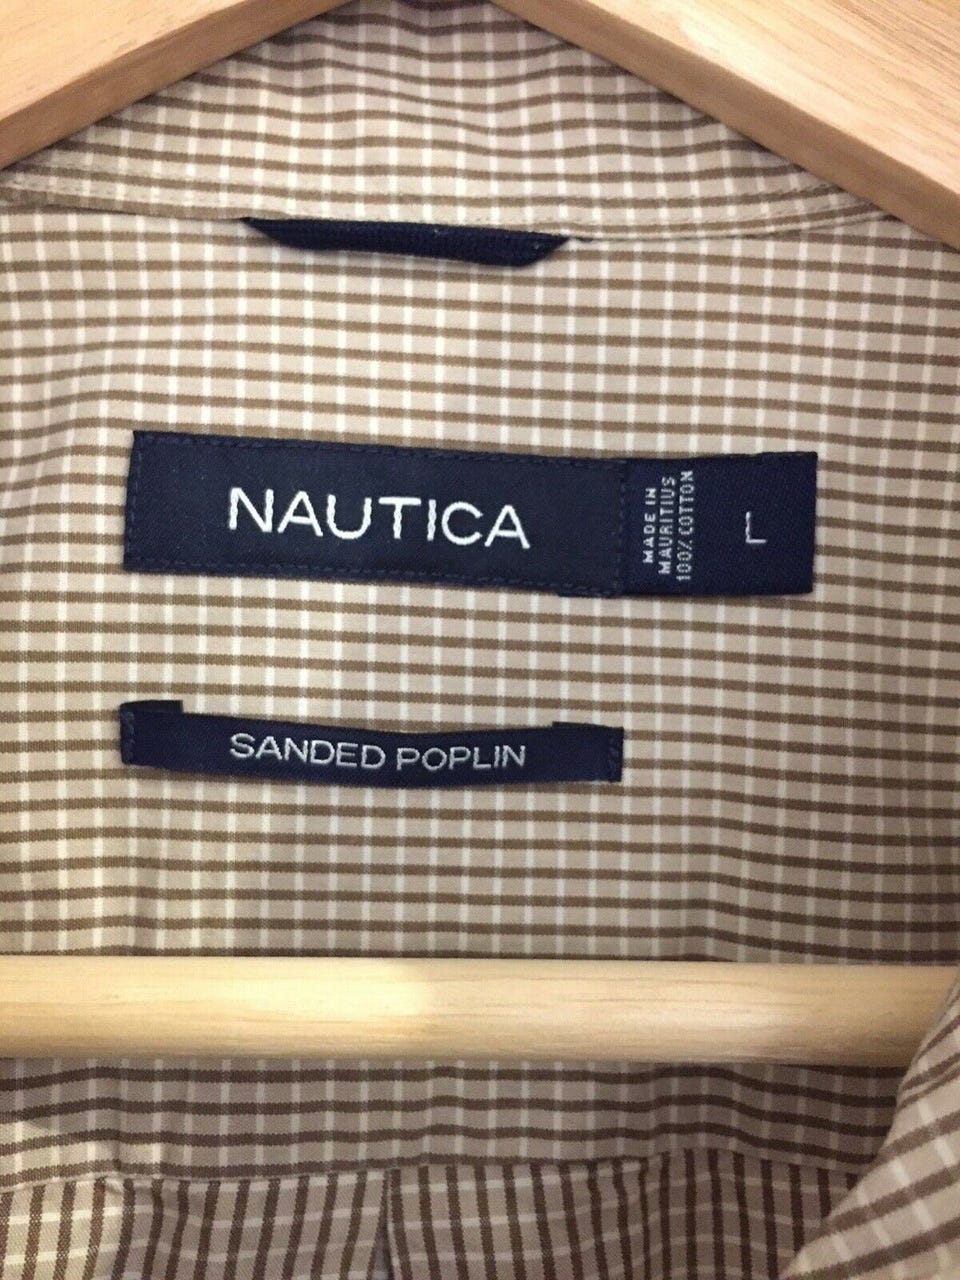 NAUTICA
MADE IN
MAURITIUS
100% COTTON
L
SANDED POPLIN